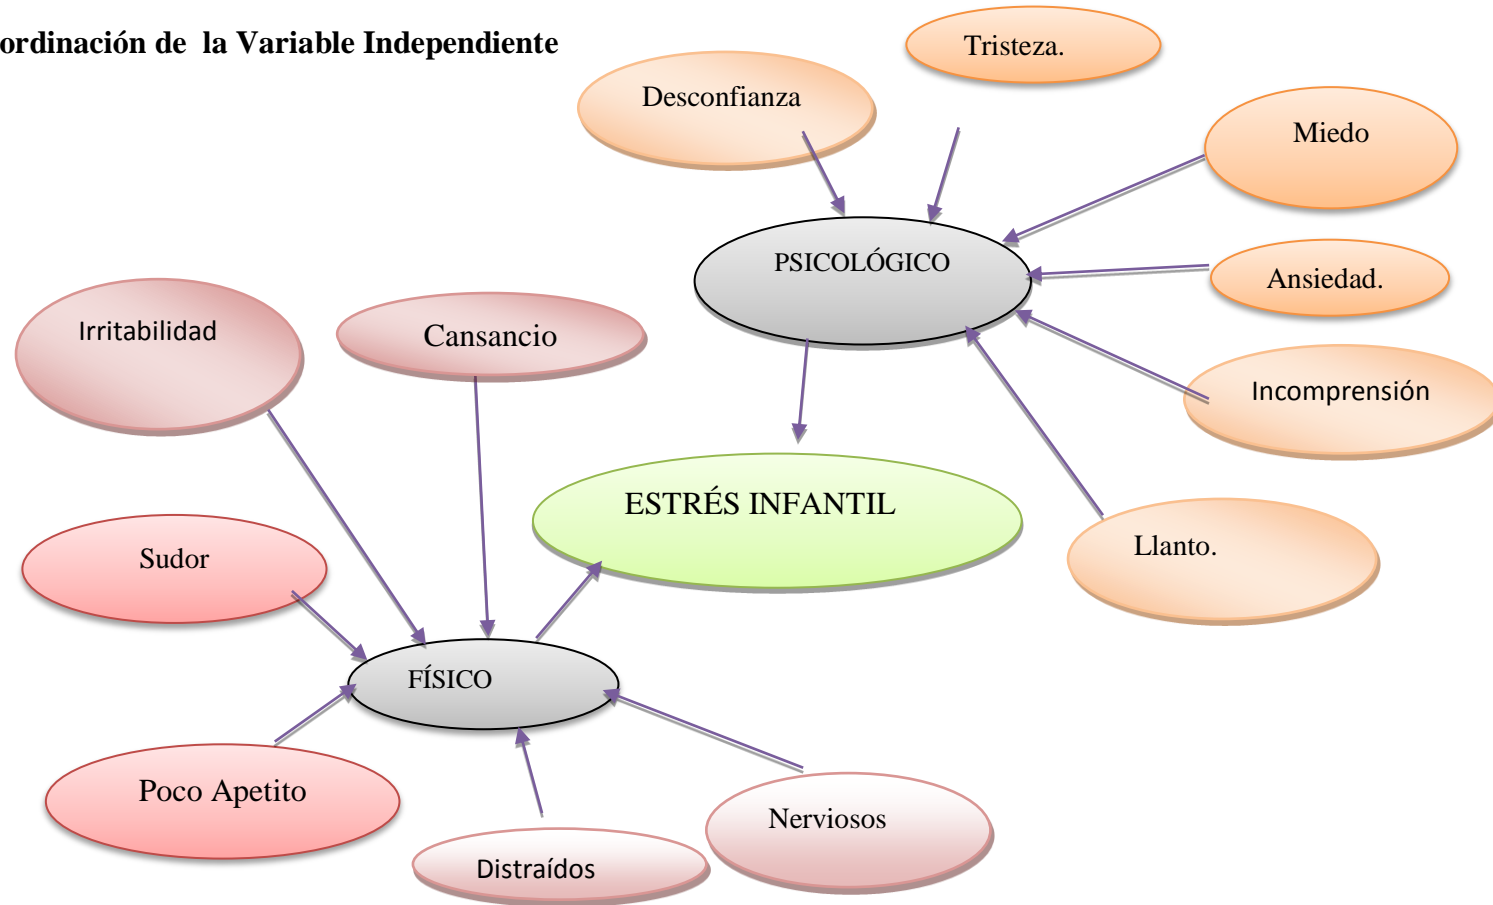 ordinación de  la Variable Independiente
Tristeza.
Desconfianza
Miedo
PSICOLÓGICO
Ansiedad.
Irritabilidad
Cansancio
Incomprensión
ESTRÉS INFANTIL
Llanto.
Sudor
FÍSICO
Poco Apetito
Nerviosos
Distraídos